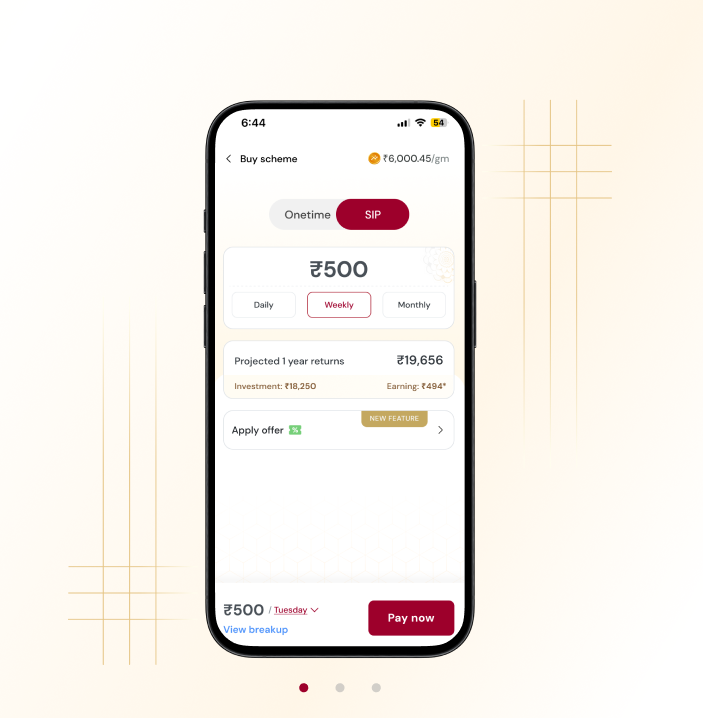 6:44 54
Buy scheme ₹6,000.45/gm
Onetime SIP
₹500
Daily Weekly Monthly
Projected 1 year returns ₹19,656
Investment: ₹18,250 Earning: ₹494*
NEW FEATURE
Apply offer %
₹500 / Tuesday
View breakup
Pay now